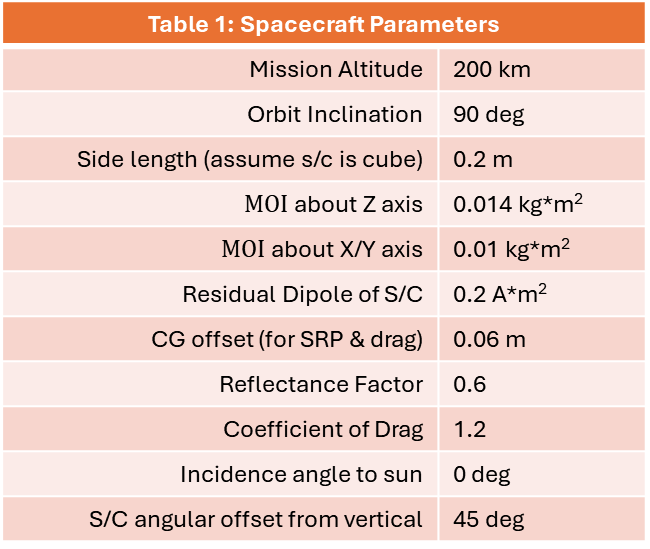 Table 1: Spacecraft Parameters
Mission Altitude 200 km
Orbit Inclination 90 deg
Side length (assume s/c is cube) 0.2 m
MOI about Z axis 0.014 kg*m²
MOI about X/Y axis 0.01 kg*m²
Residual Dipole of S/C 0.2 A*m²
CG offset (for SRP & drag) 0.06 m
Reflectance Factor 0.6
Coefficient of Drag 1.2
Incidence angle to sun 0 deg
S/C angular offset from vertical 45 deg